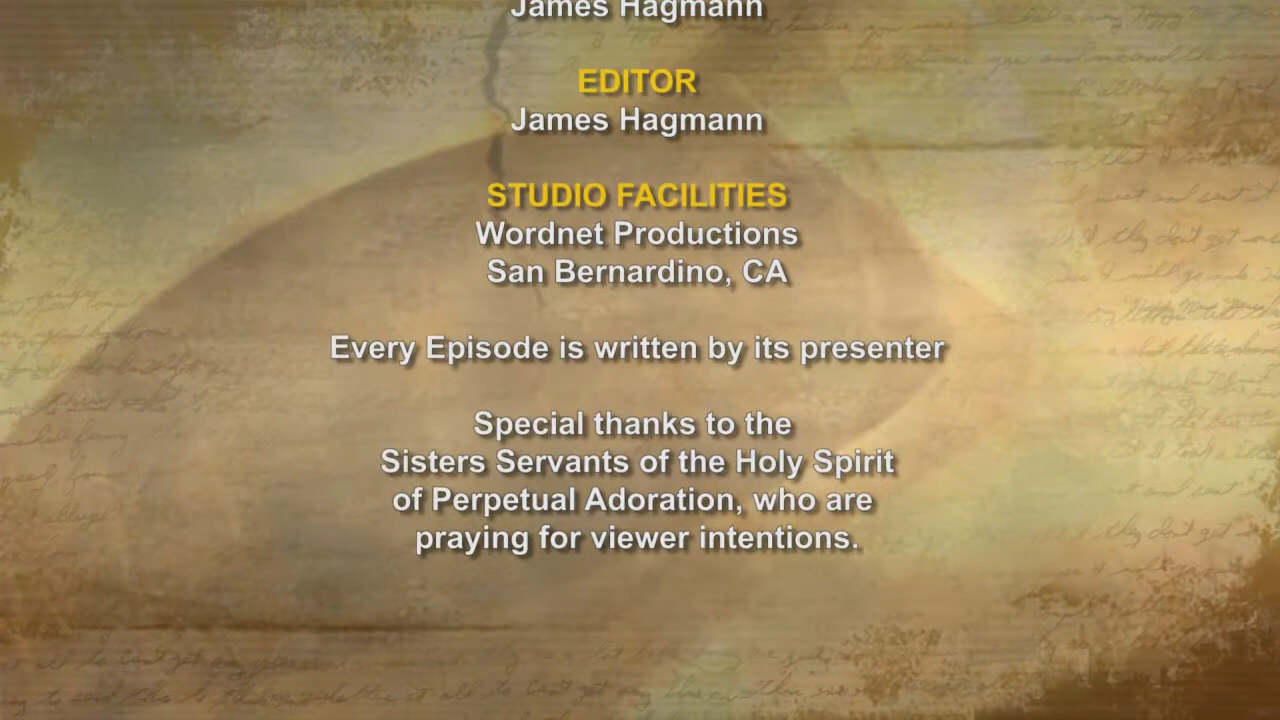 James Hagmann
EDITOR
James Hagmann
STUDIO FACILITIES
Wordnet Productions
San Bernardino, CA
Every Episode is written by its presenter
Special thanks to the
Sisters Servants of the Holy Spirit
of Perpetual Adoration, who are
praying for viewer intentions.